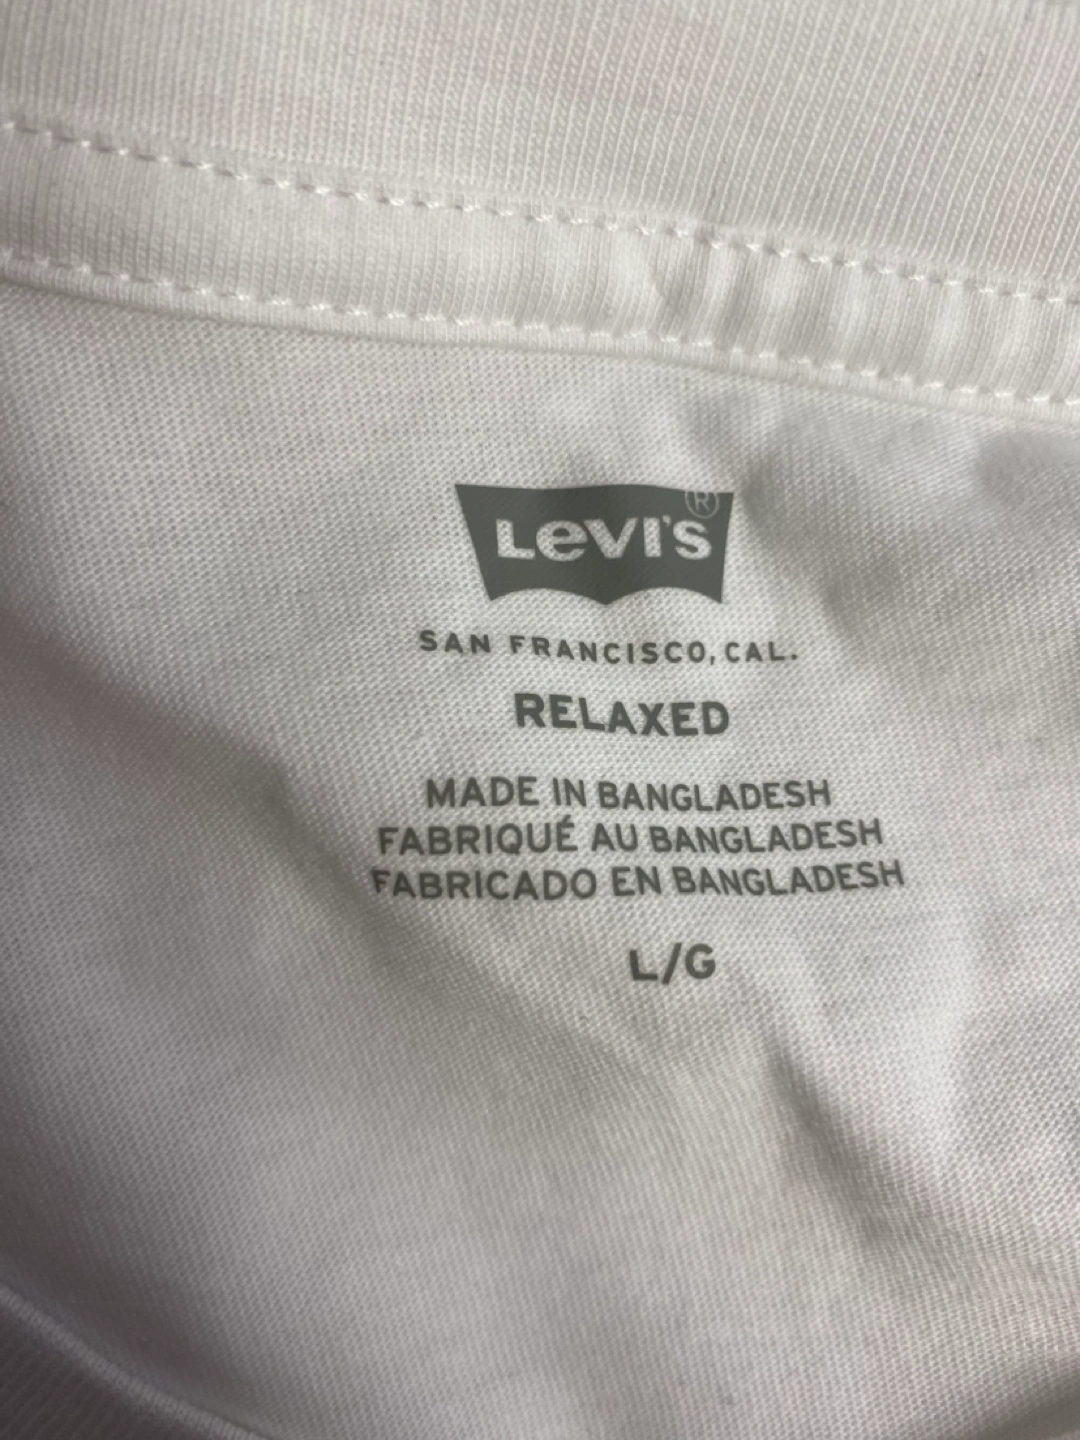 LEVI'S®
SAN FRANCISCO, CAL.
RELAXED
MADE IN BANGLADESH
FABRIQUÉ AU BANGLADESH
FABRICADO EN BANGLADESH
L/G